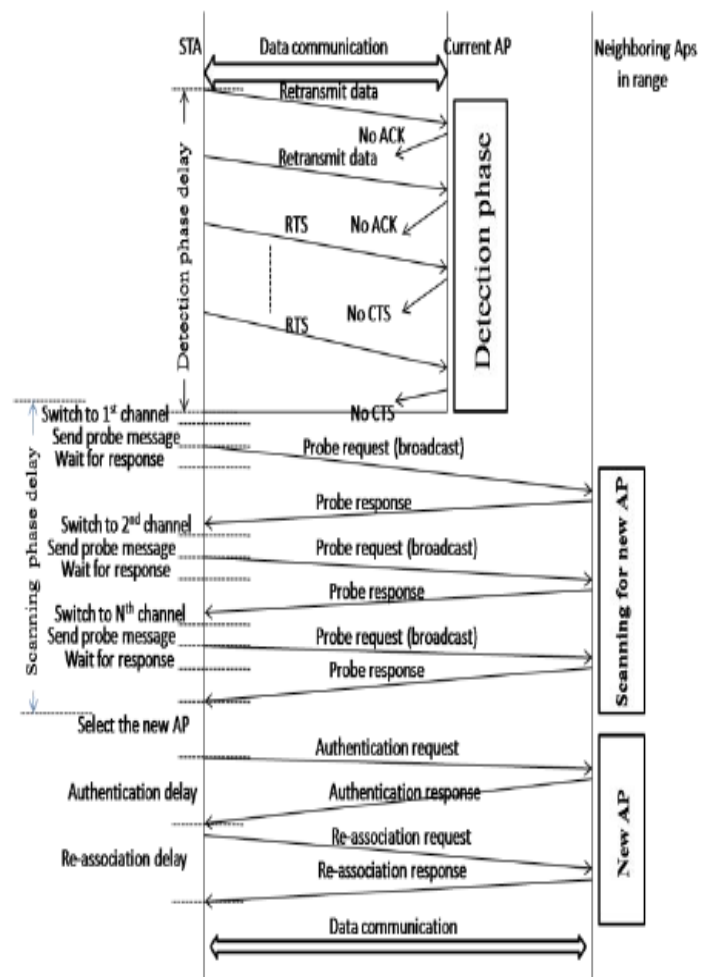 STA
Data communication
Current AP
Neighboring Aps
in range
Retransmit data
No ACK
Retransmit data
No ACK
RTS
No CTS
RTS
No CTS
Detection phase delay
Detection phase
Switch to 1st channel
Send probe message
Wait for response
Probe request (broadcast)
Probe response
Switch to 2nd channel
Send probe message
Wait for response
Probe request (broadcast)
Probe response
Switch to Nth channel
Send probe message
Wait for response
Probe request (broadcast)
Probe response
Scanning phase delay
Scanning for new AP
Select the new AP
Authentication request
Authentication delay
Authentication response
Re-association request
Re-association delay
Re-association response
New AP
Data communication